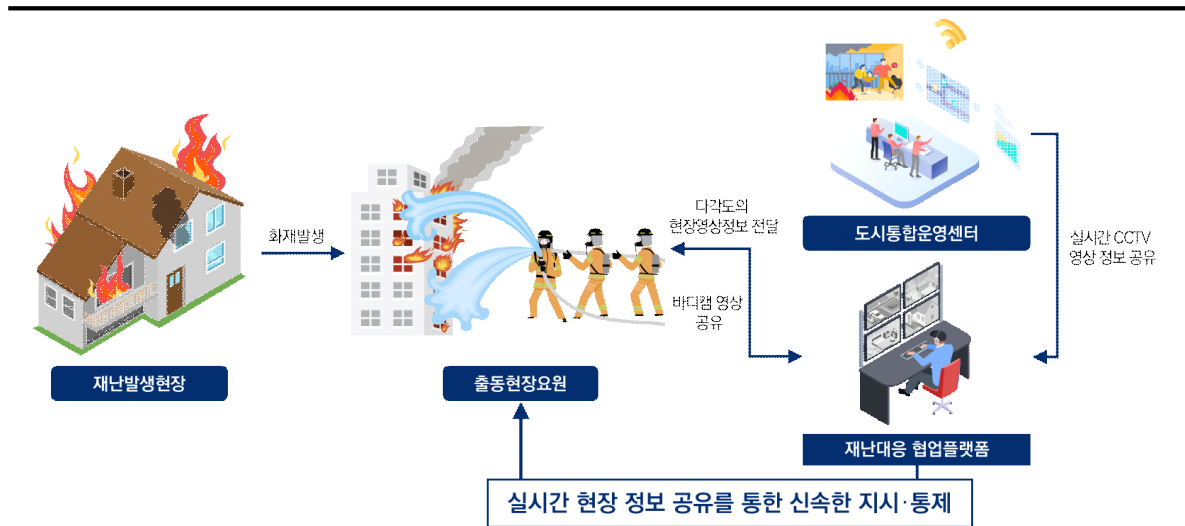 화재발생
재난발생현장
출동현장요원
다각도의
현장영상정보 전달
바디캠 영상
공유
도시통합운영센터
실시간 CCTV
영상 정보 공유
재난대응 협업플랫폼
실시간 현장 정보 공유를 통한 신속한 지시·통제